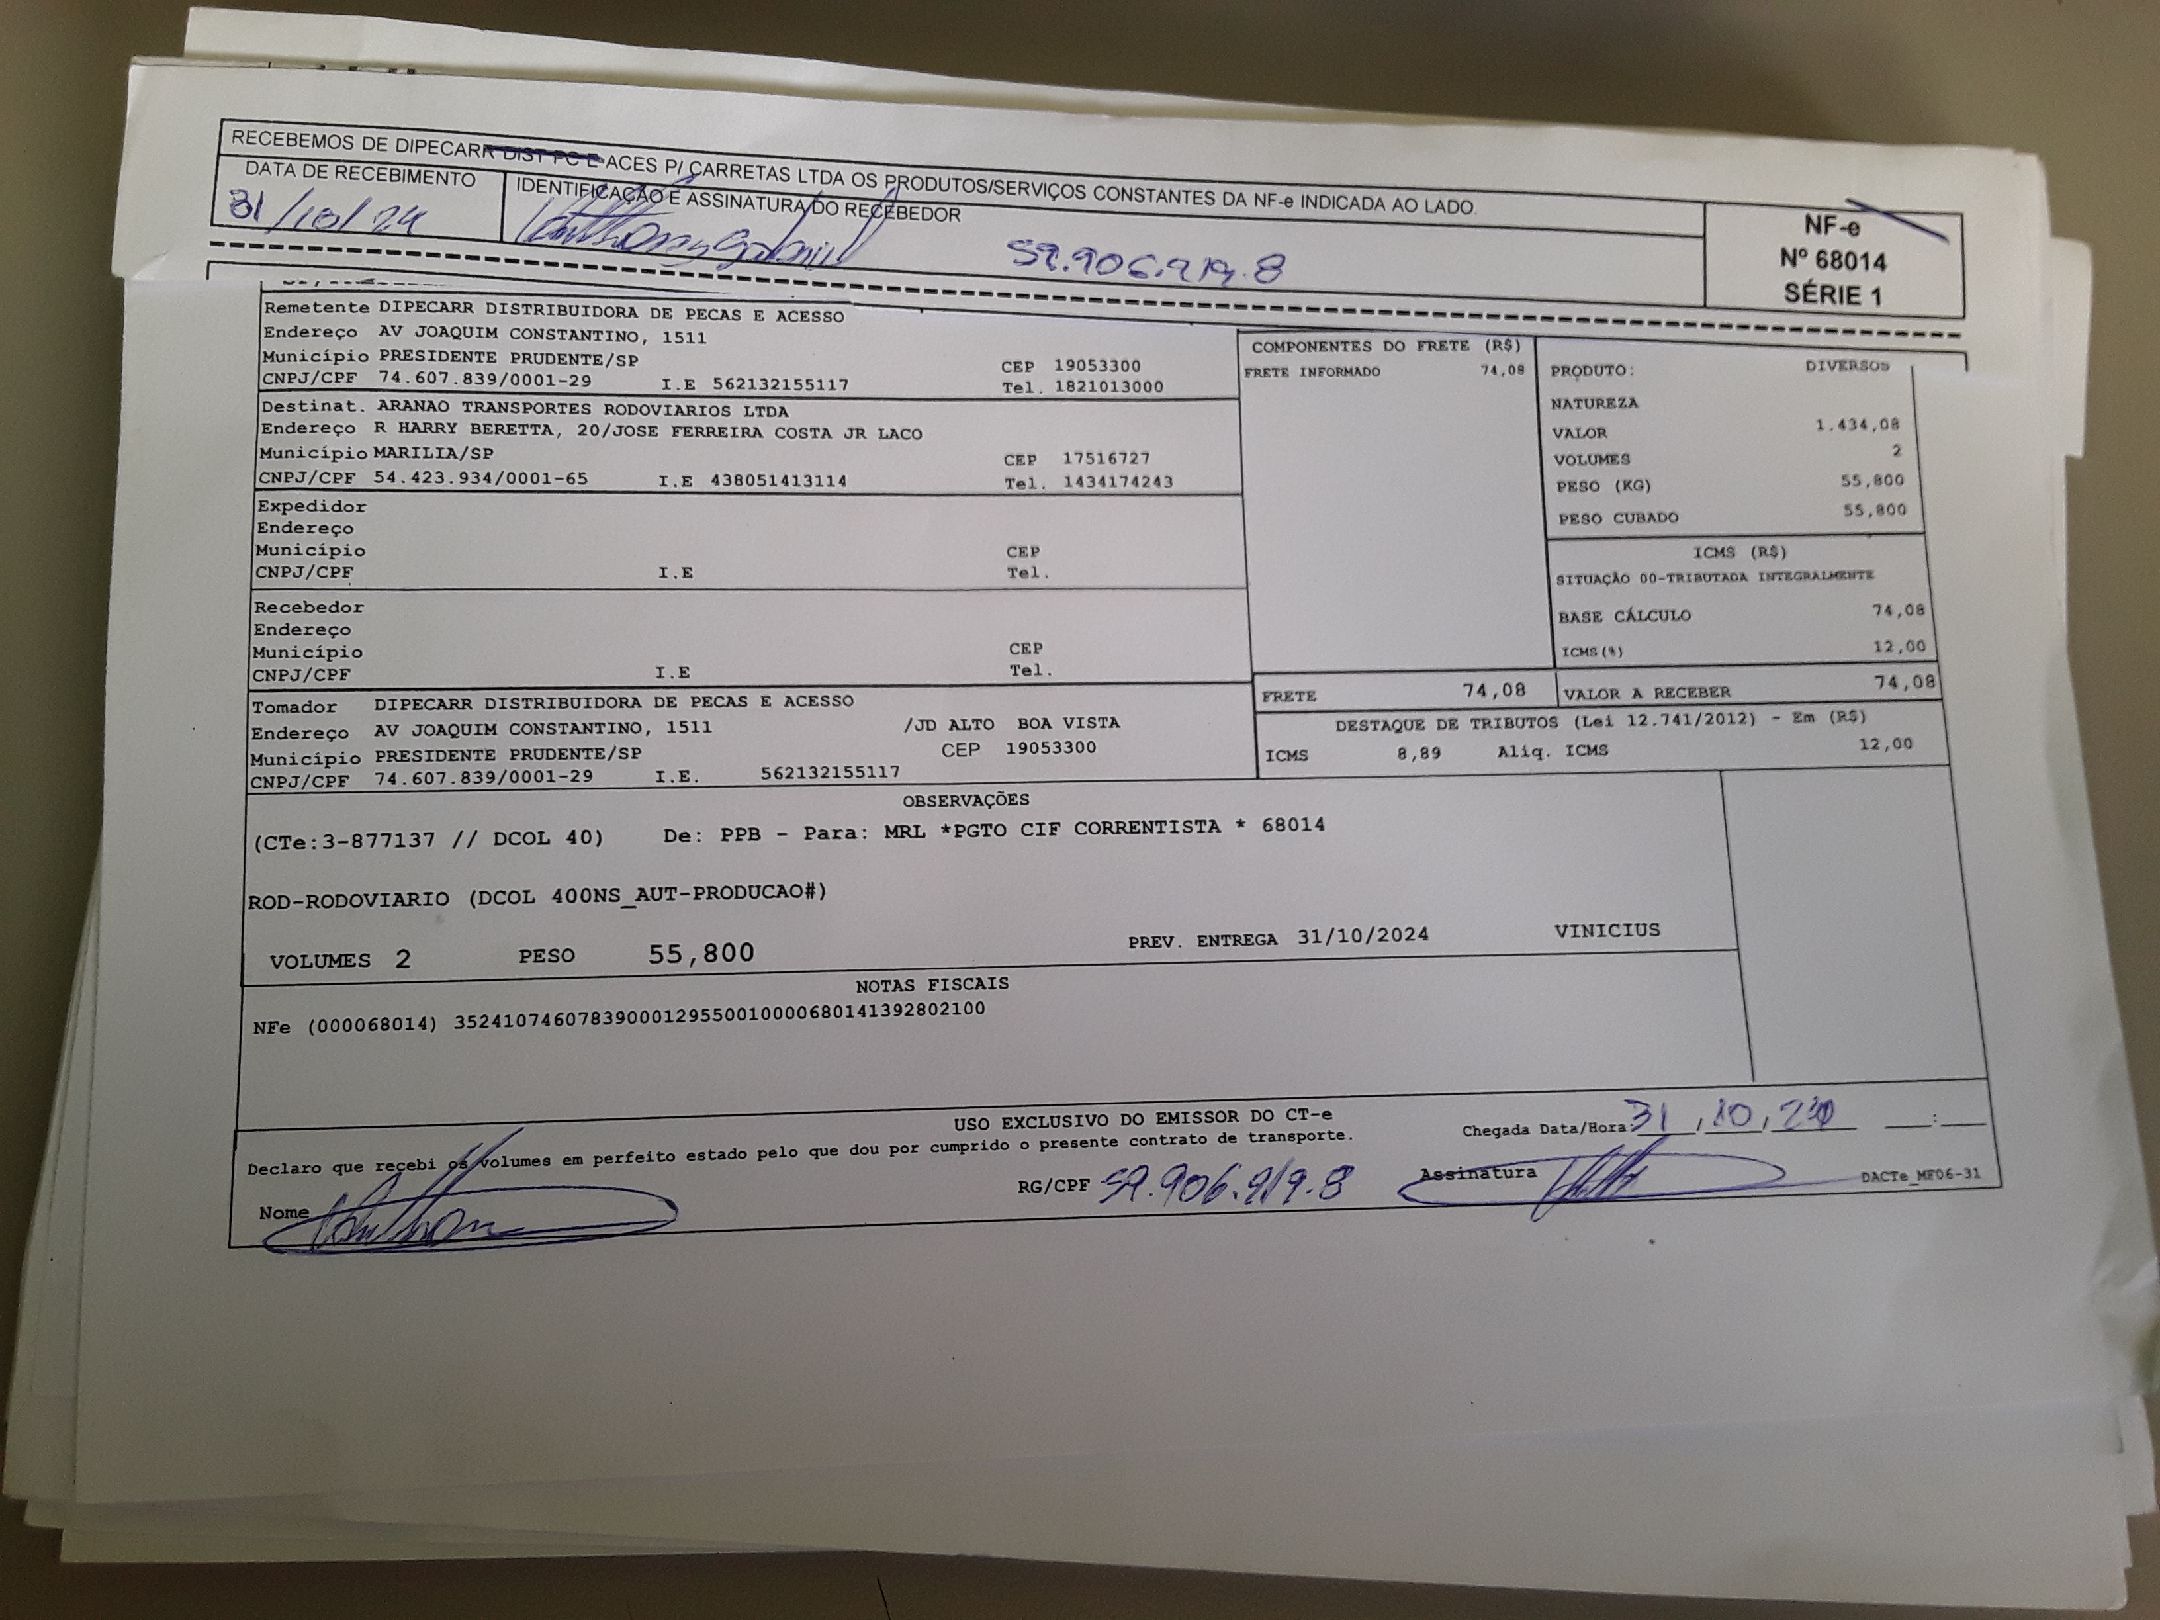 RECEBEMOS DE DIPECARR DIST PC E ACES P/ CARRETAS LTDA OS PRODUTOS/SERVIÇOS CONSTANTES DA NF-e INDICADA AO LADO.
DATA DE RECEBIMENTO IDENTIFICAÇÃO E ASSINATURA DO RECEBEDOR
31/10/24 59.906.919.8
NF-e
Nº 68014
SÉRIE 1
Remetente DIPECARR DISTRIBUIDORA DE PECAS E ACESSO
Endereço AV JOAQUIM CONSTANTINO, 1511
Município PRESIDENTE PRUDENTE/SP CEP 19053300
CNPJ/CPF 74.607.839/0001-29 I.E 562132155117 Tel. 1821013000
Destinat. ARANAO TRANSPORTES RODOVIARIOS LTDA
Endereço R HARRY BERETTA, 20/JOSE FERREIRA COSTA JR LACO
Município MARILIA/SP CEP 17516727
CNPJ/CPF 54.423.934/0001-65 I.E 438051413114 Tel. 1434174243
Expedidor
Endereço
Município CEP
CNPJ/CPF I.E Tel.
Recebedor
Endereço
Município CEP
CNPJ/CPF I.E Tel.
Tomador DIPECARR DISTRIBUIDORA DE PECAS E ACESSO
Endereço AV JOAQUIM CONSTANTINO, 1511 /JD ALTO BOA VISTA
Município PRESIDENTE PRUDENTE/SP CEP 19053300
CNPJ/CPF 74.607.839/0001-29 I.E. 562132155117
COMPONENTES DO FRETE (R$)
FRETE INFORMADO 74,08
PRODUTO: DIVERSOS
NATUREZA
VALOR 1.434,08
VOLUMES 2
PESO (KG) 55,800
PESO CUBADO 55,800
ICMS (R$)
SITUAÇÃO 00-TRIBUTADA INTEGRALMENTE
BASE CÁLCULO 74,08
ICMS(%) 12,00
FRETE 74,08 VALOR A RECEBER 74,08
DESTAQUE DE TRIBUTOS (Lei 12.741/2012) - Em (R$)
ICMS 8,89 Aliq. ICMS 12,00
OBSERVAÇÕES
(CTe:3-877137 // DCOL 40) De: PPB - Para: MRL *PGTO CIF CORRENTISTA * 68014
ROD-RODOVIARIO (DCOL 400NS_AUT-PRODUCAO#)
VOLUMES 2 PESO 55,800 PREV. ENTREGA 31/10/2024 VINICIUS
NOTAS FISCAIS
NFe (000068014) 35241074607839000129550010000680141392802100
USO EXCLUSIVO DO EMISSOR DO CT-e
Declaro que recebi os volumes em perfeito estado pelo que dou por cumprido o presente contrato de transporte.
Chegada Data/Hora: 31, 10,
Nome RG/CPF 59.906.919.8 Assinatura DACTe_MF06-31